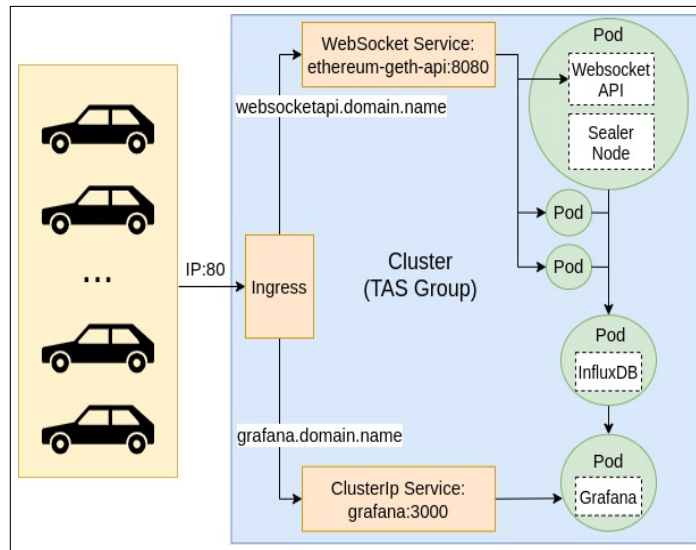 WebSocket Service:
ethereum-geth-api:8080
websocketapi.domain.name
Pod
Websocket
API
Sealer
Node
Pod
Pod
...
IP:80
Ingress
Cluster
(TAS Group)
Pod
InfluxDB
grafana.domain.name
ClusterIp Service:
grafana:3000
Pod
Grafana